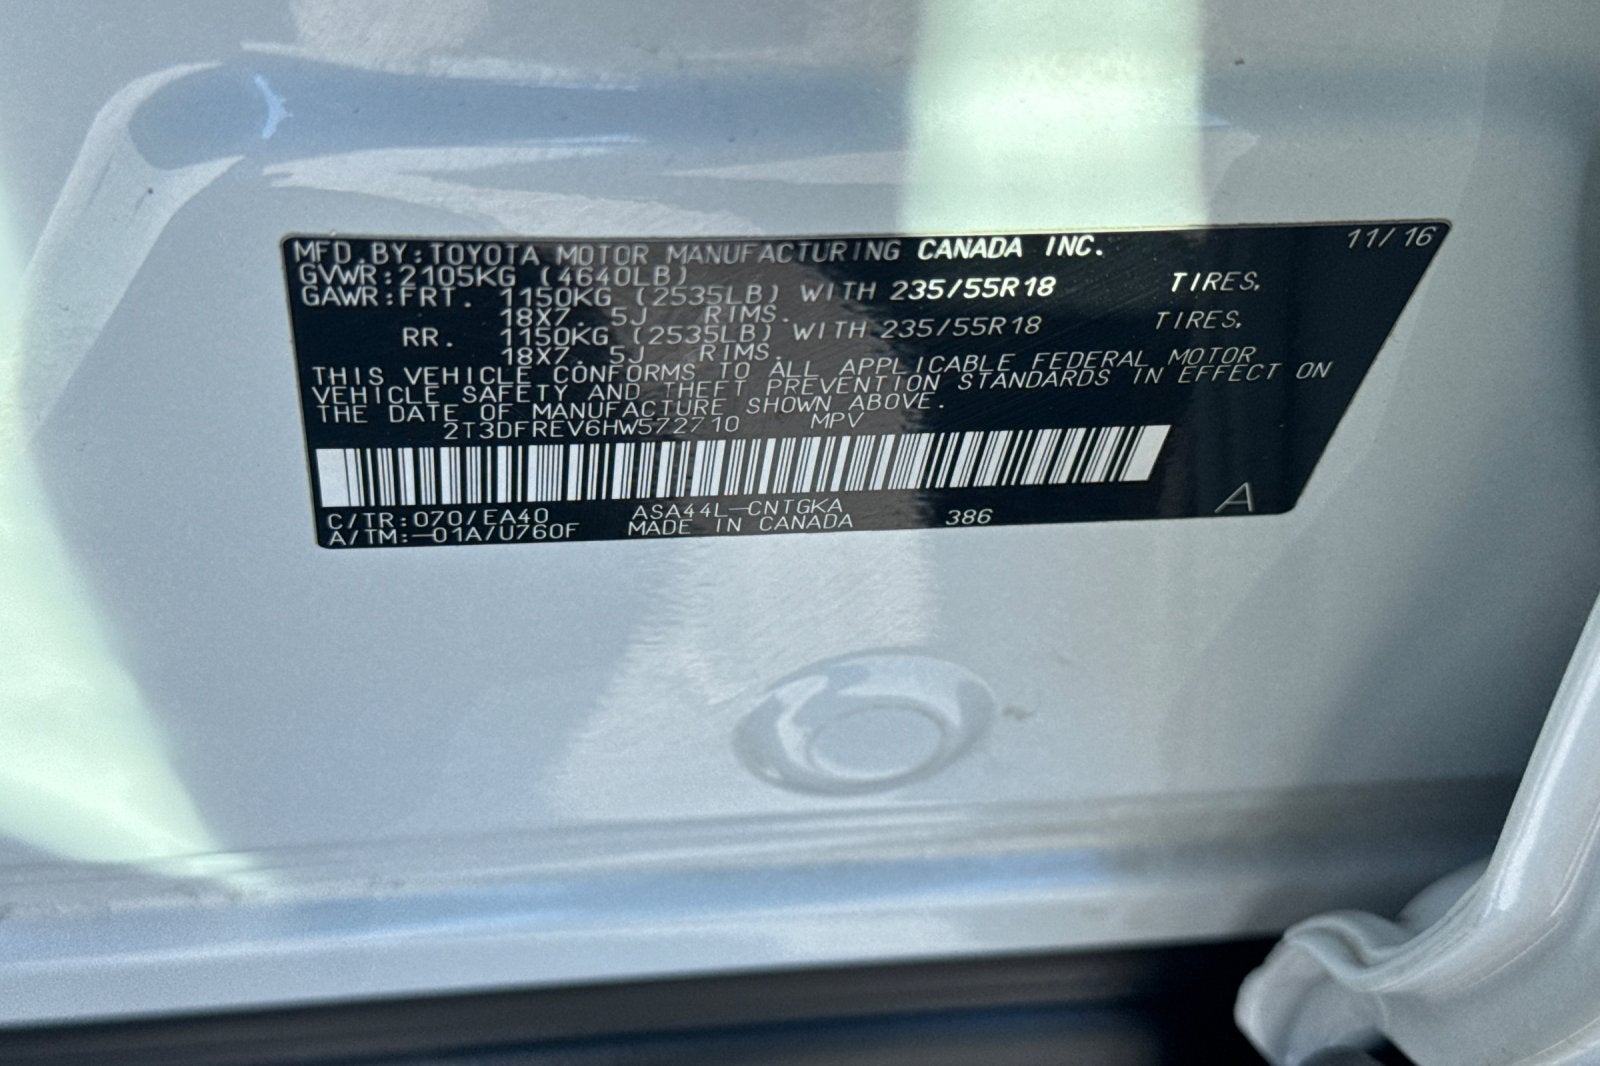 MFD.BY:TOYOTA MOTOR MANUFACTURING CANADA INC. 11/16
GVWR:2105KG (4640LB)
GAWR:FRT. 1150KG (2535LB) WITH 235/55R18 TIRES.
18X7. 5J RIMS.
RR. 1150KG (2535LB) WITH 235/55R18 TIRES.
18X7. 5J RIMS.
THIS VEHICLE CONFORMS TO ALL APPLICABLE FEDERAL MOTOR
VEHICLE SAFETY AND THEFT PREVENTION STANDARDS IN EFFECT ON
THE DATE OF MANUFACTURE SHOWN ABOVE.
2T3DFREV6HW572710 MPV
C/TR:070/EA40 ASA44L-CNTGKA 386 A
A/TM:-01A/U760F MADE IN CANADA